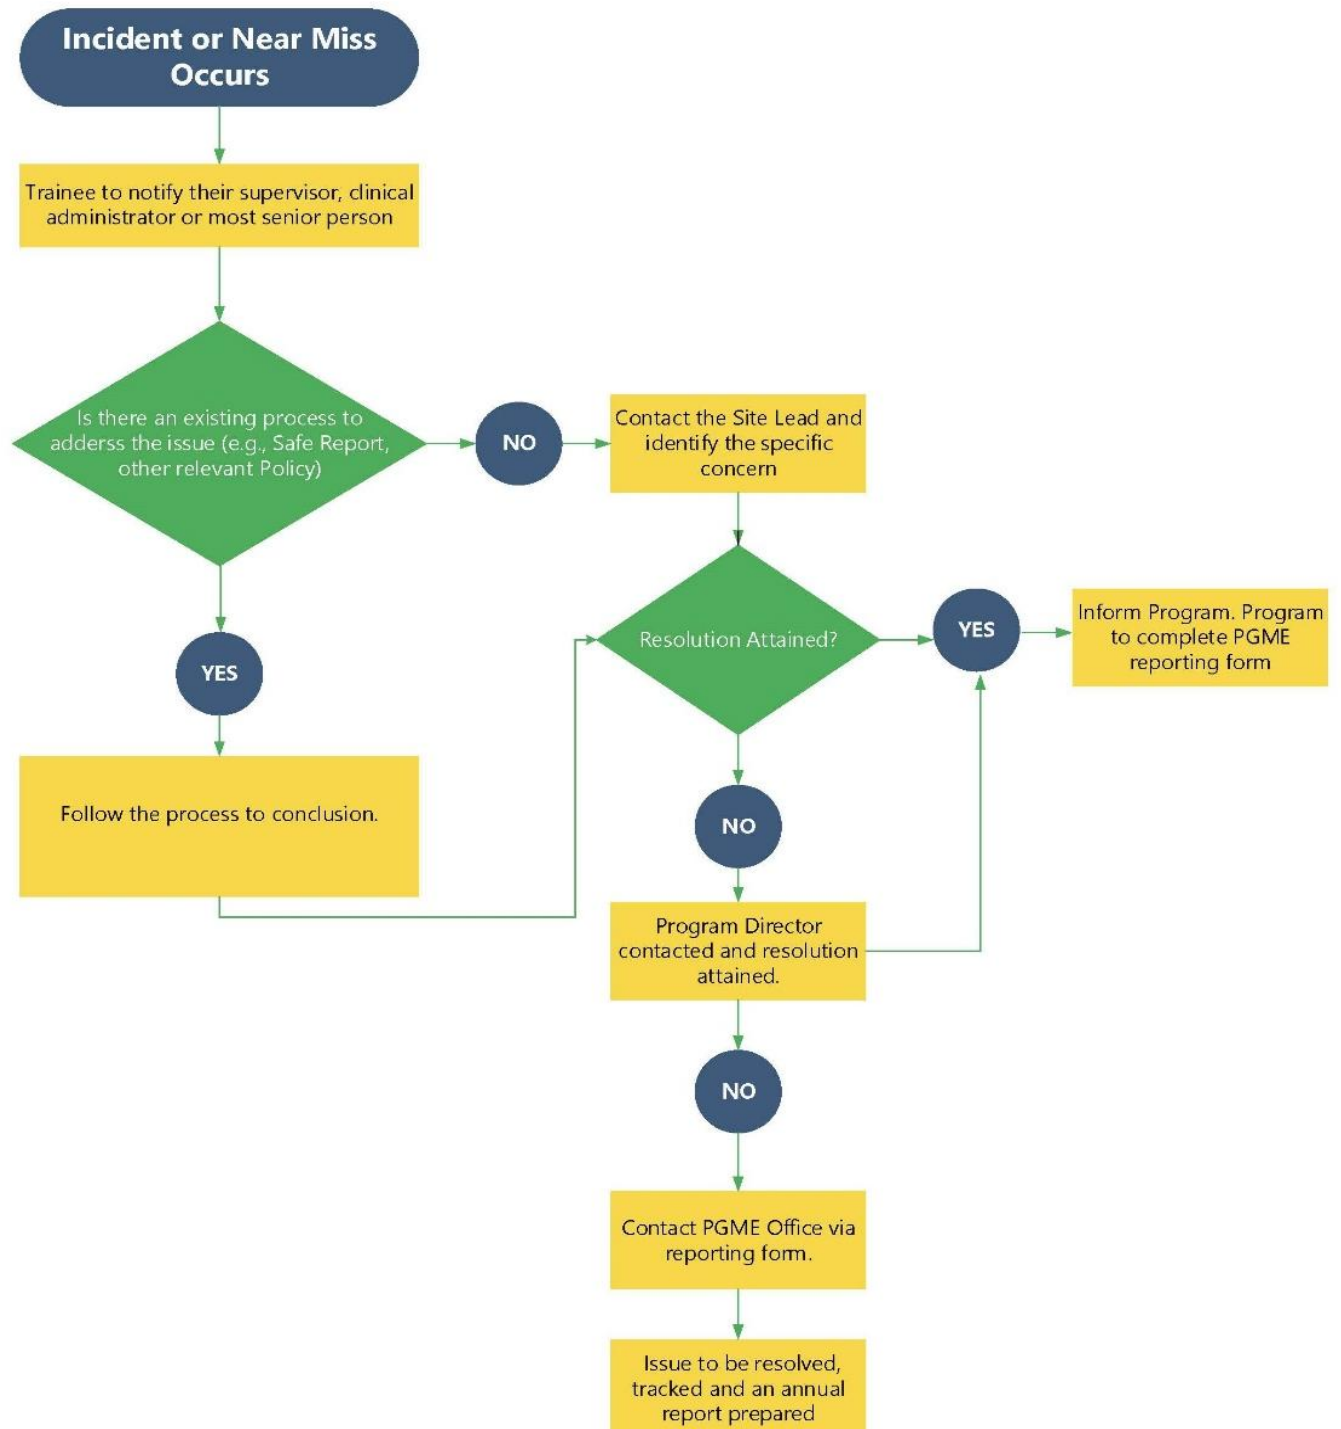 Incident or Near Miss
Occurs
Trainee to notify their supervisor, clinical
administrator or most senior person
Is there an existing process to
aderss the issue (e.g., Safe Report,
other relevant Policy)
NO
Contact the Site Lead and
identify the specific
concern
YES
Follow the process to conclusion.
Resolution Attained?
YES
Inform Program. Program
to complete PGME
reporting form
NO
Program Director
contacted and resolution
attained.
NO
Contact PGME Office via
reporting form.
Issue to be resolved,
tracked and an annual
report prepared